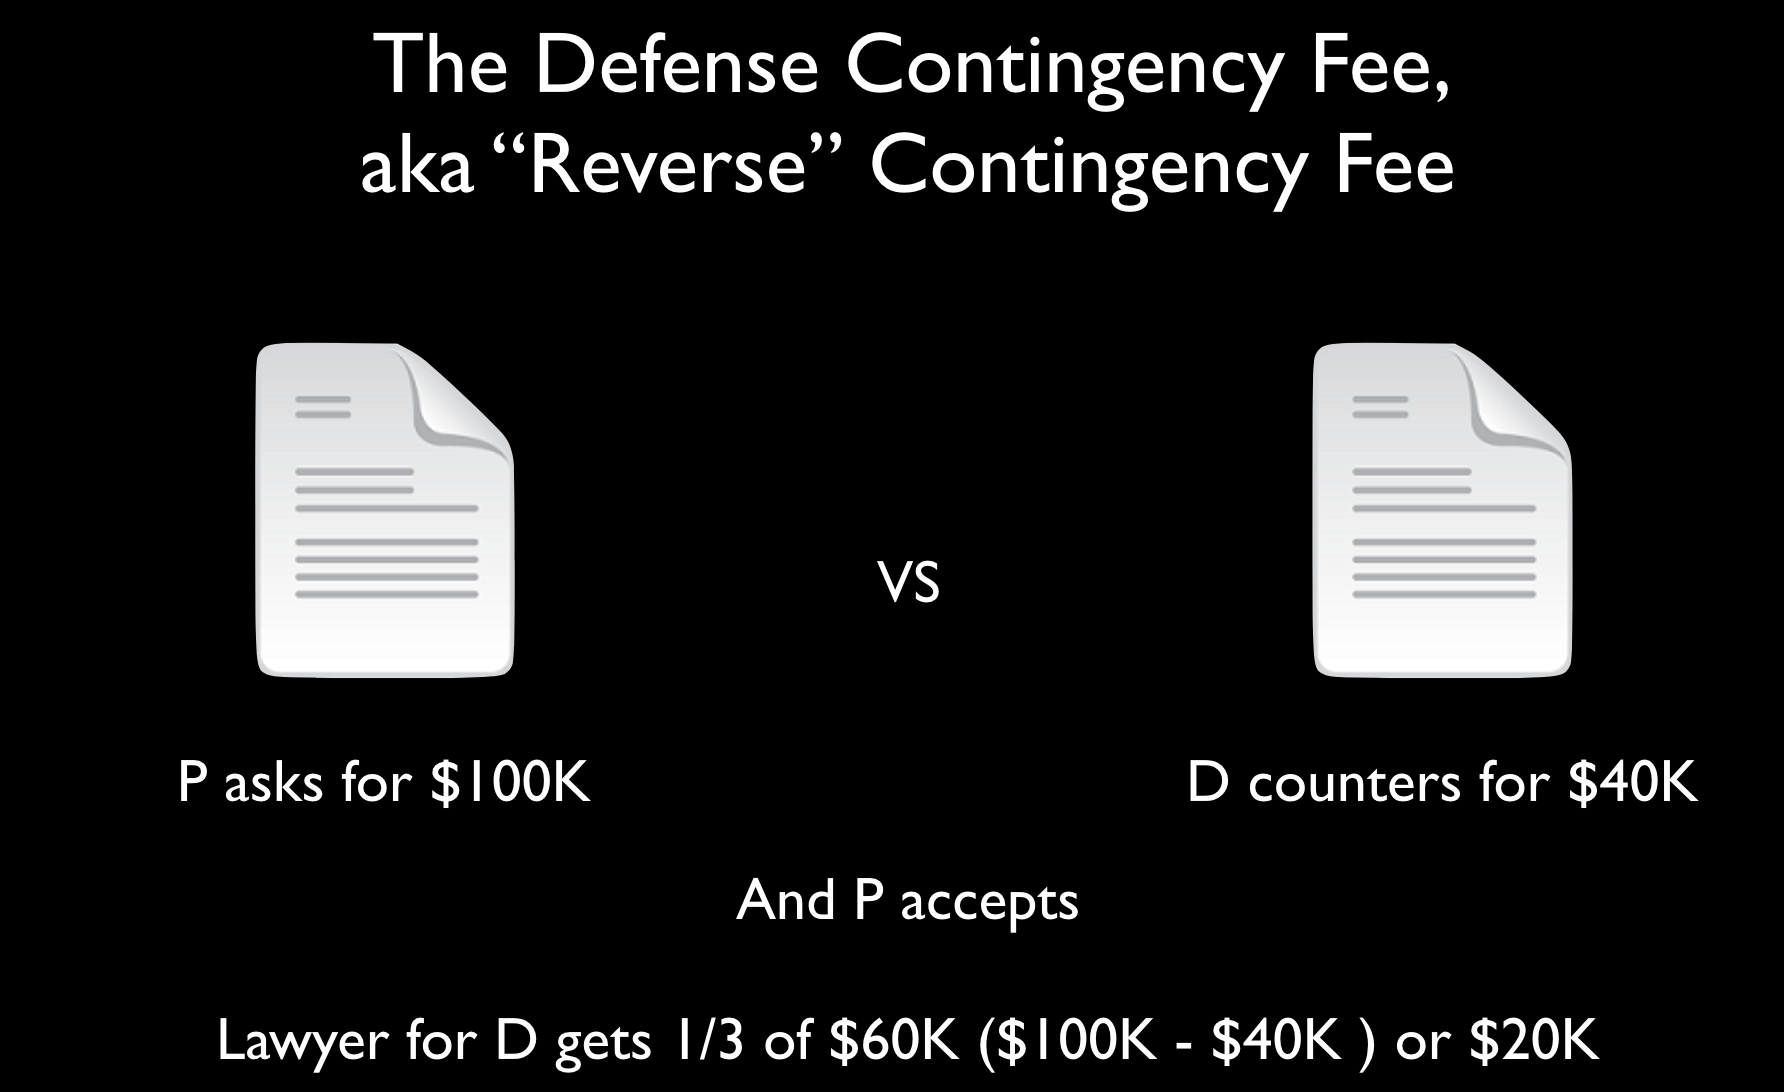 The Defense Contingency Fee,
aka “Reverse” Contingency Fee
vs
P asks for $100K
D counters for $40K
And P accepts
Lawyer for D gets 1/3 of $60K ($100K - $40K ) or $20K